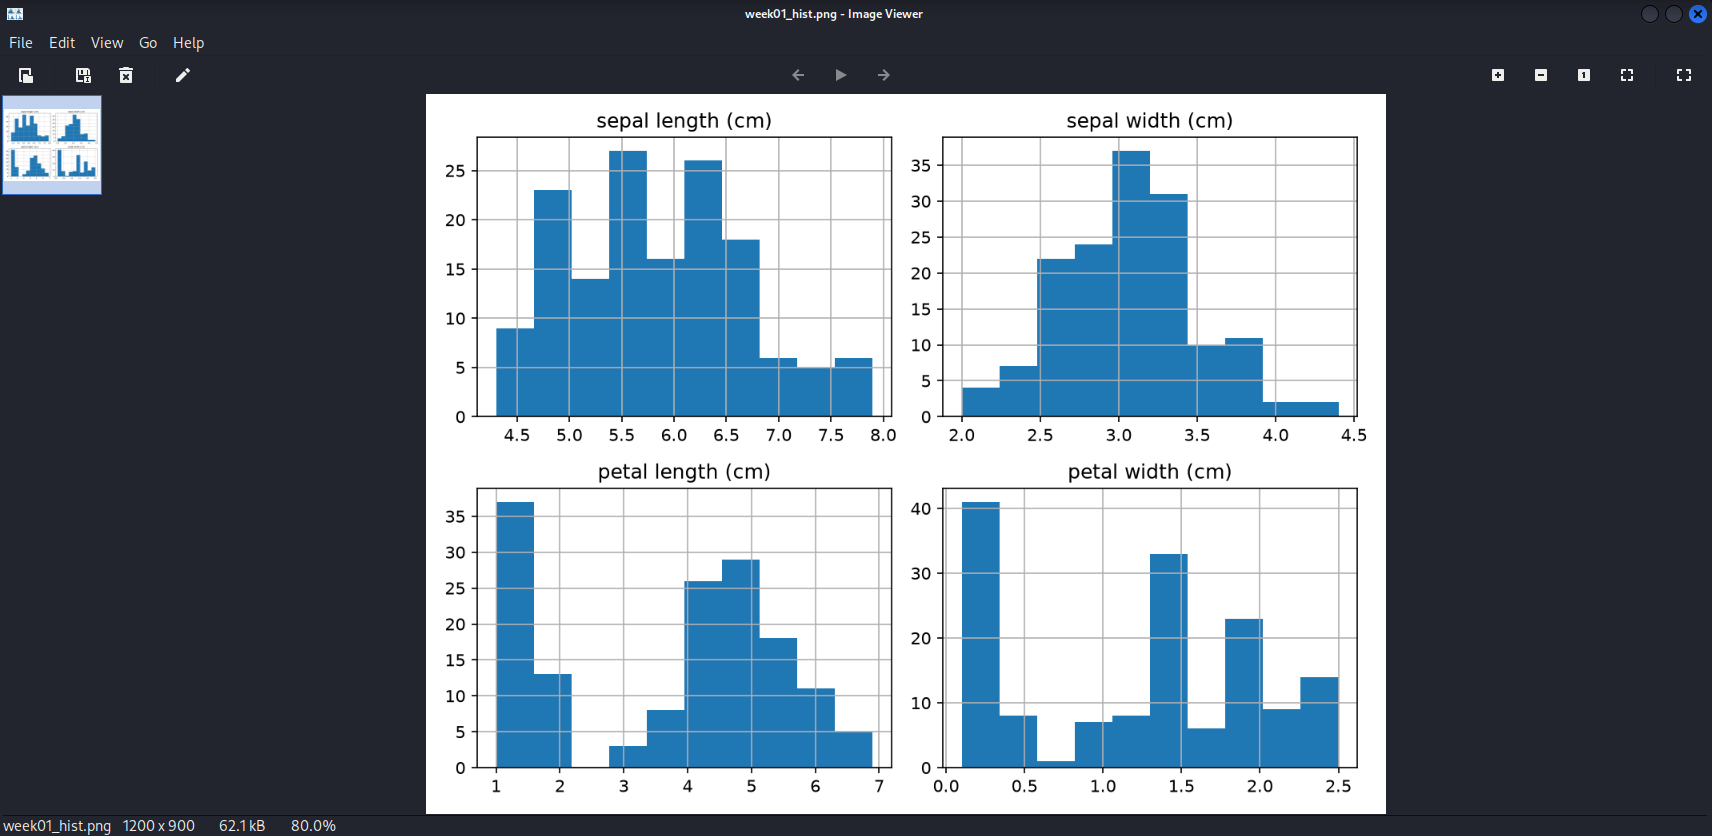 week01_hist.png - Image Viewer
File Edit View Go Help
sepal length (cm)
25
20
15
10
5
0
4.5 5.0 5.5 6.0 6.5 7.0 7.5 8.0
sepal width (cm)
35
30
25
20
15
10
5
0
2.0 2.5 3.0 3.5 4.0 4.5
petal length (cm)
35
30
25
20
15
10
5
0
1 2 3 4 5 6 7
petal width (cm)
40
30
20
10
0
0.0 0.5 1.0 1.5 2.0 2.5
week01_hist.png 1200 x 900 62.1 kB 80.0%